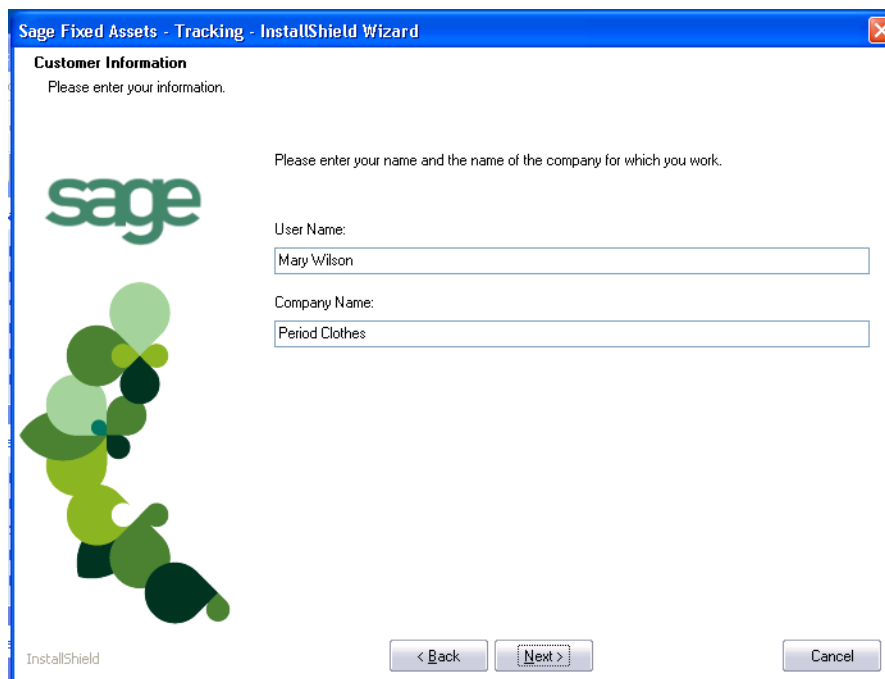 Sage Fixed Assets - Tracking - InstallShield Wizard
Customer Information
Please enter your information.
Please enter your name and the name of the company for which you work.
sage
User Name:
Mary Wilson
Company Name:
Period Clothes
InstallShield
< Back
Next >
Cancel